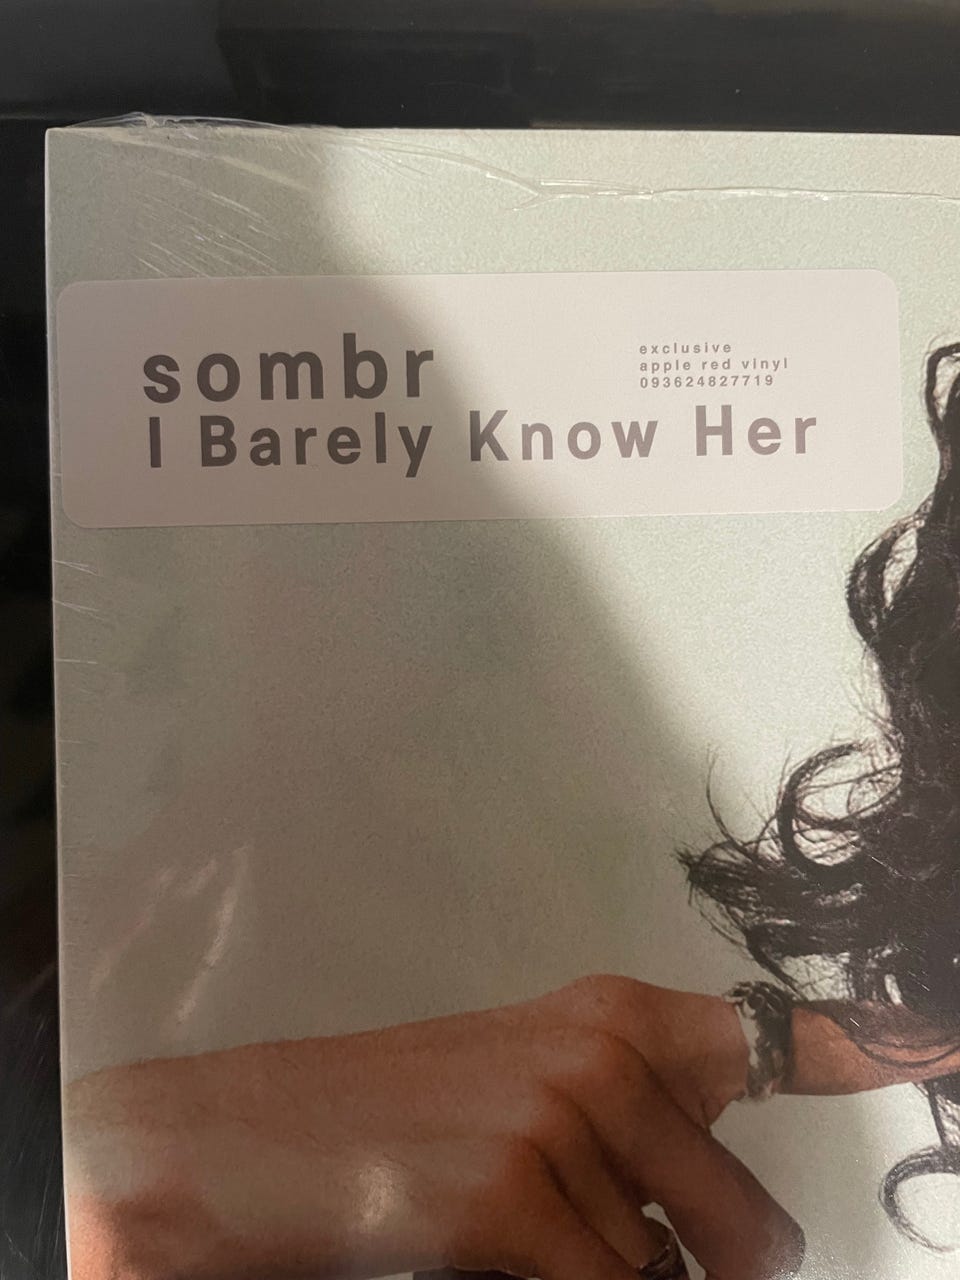 sombr
I Barely Know Her
exclusive
apple red vinyl
093624827719